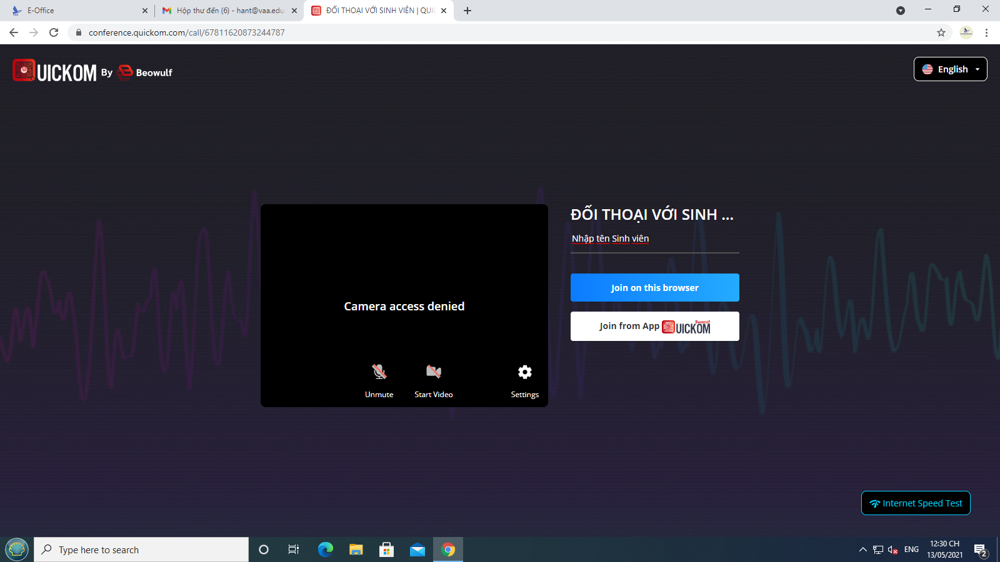 E-Office
Hộp thư đến (6) - hant@vaa.edu.
ĐỐI THOẠI VỚI SINH VIÊN | QUI
conference.quickom.com/call/67811620873244787
UICKOM By Beowulf
English
ĐỐI THOẠI VỚI SINH ...
Nhập tên Sinh viên
Join on this browser
Join from App Beowulf UICKOM
Camera access denied
Unmute
Start Video
Settings
Internet Speed Test
Type here to search
ENG
12:30 CH
13/05/2021
2